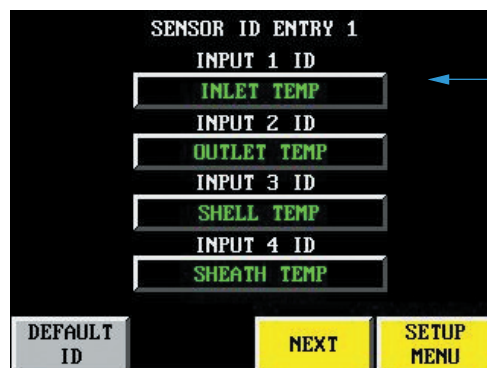 SENSOR ID ENTRY 1
INPUT 1 ID
INLET TEMP
INPUT 2 ID
OUTLET TEMP
INPUT 3 ID
SHELL TEMP
INPUT 4 ID
SHEATH TEMP
DEFAULT
ID
NEXT
SETUP
MENU